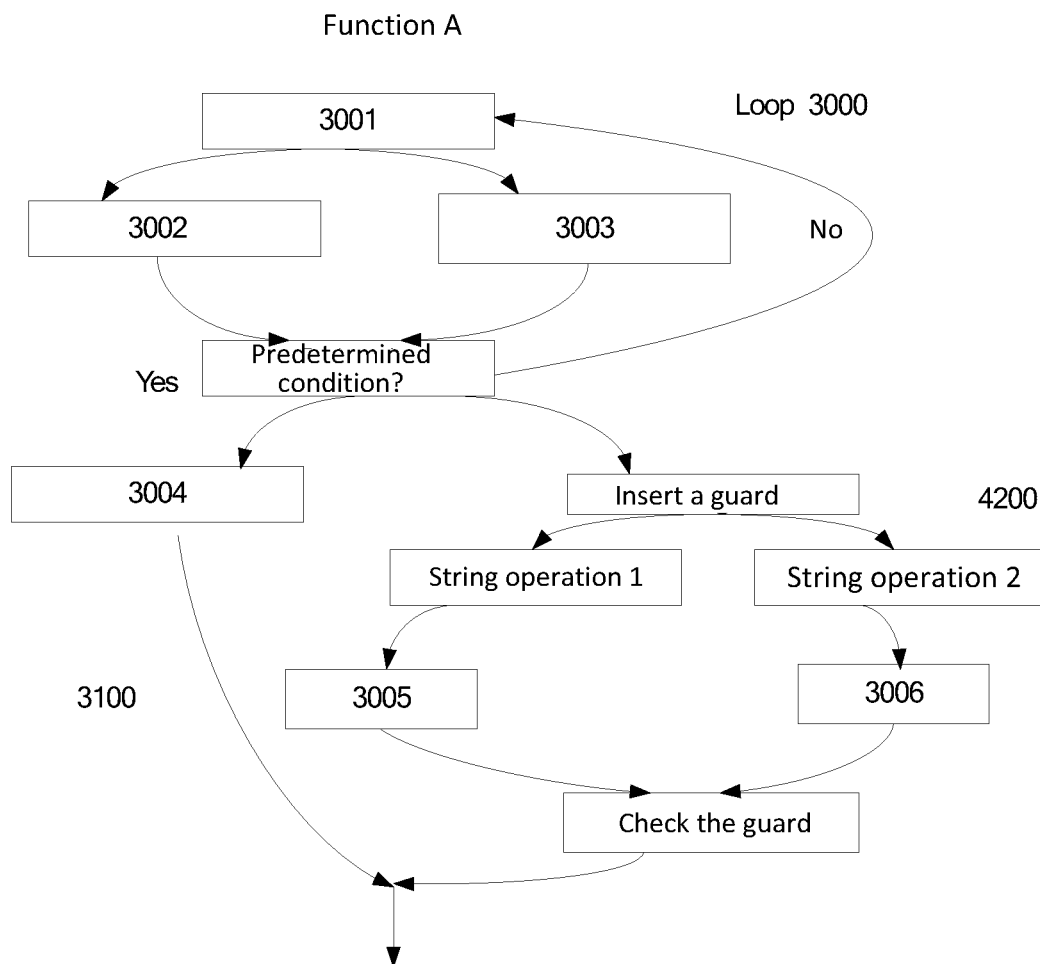 Function A
3001
Loop 3000
3002
3003
No
Predetermined
condition?
Yes
3004
Insert a guard
4200
String operation 1
String operation 2
3100
3005
3006
Check the guard